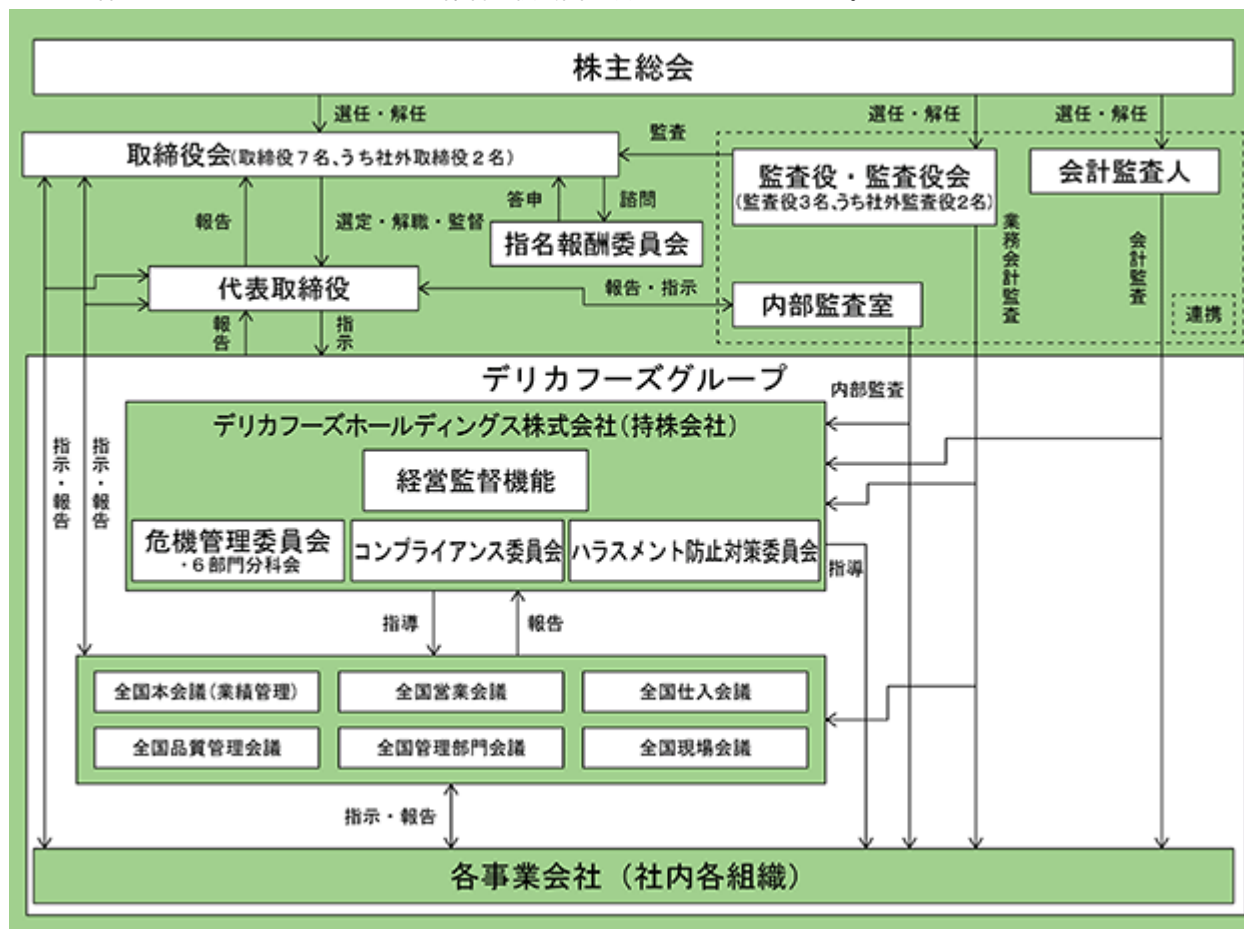 株主総会
選任・解任
選任・解任
選任・解任
監査
取締役会(取締役7名、うち社外取締役2名)
監査役・監査役会
(監査役3名、うち社外監査役2名)
会計監査人
報告
選定・解職・監督
答申
諮問
指名報酬委員会
業務会計監査
会計監査
代表取締役
報告・指示
内部監査室
連携
報告
指示
デリカフーズグループ
内部監査
デリカフーズホールディングス株式会社(持株会社)
指示・報告
指示・報告
経営監督機能
危機管理委員会
・6部門分科会
コンプライアンス委員会
ハラスメント防止対策委員会
指導
指導
報告
全国本会議(業績管理)
全国営業会議
全国仕入会議
全国品質管理会議
全国管理部門会議
全国現場会議
指示・報告
各事業会社(社内各組織)